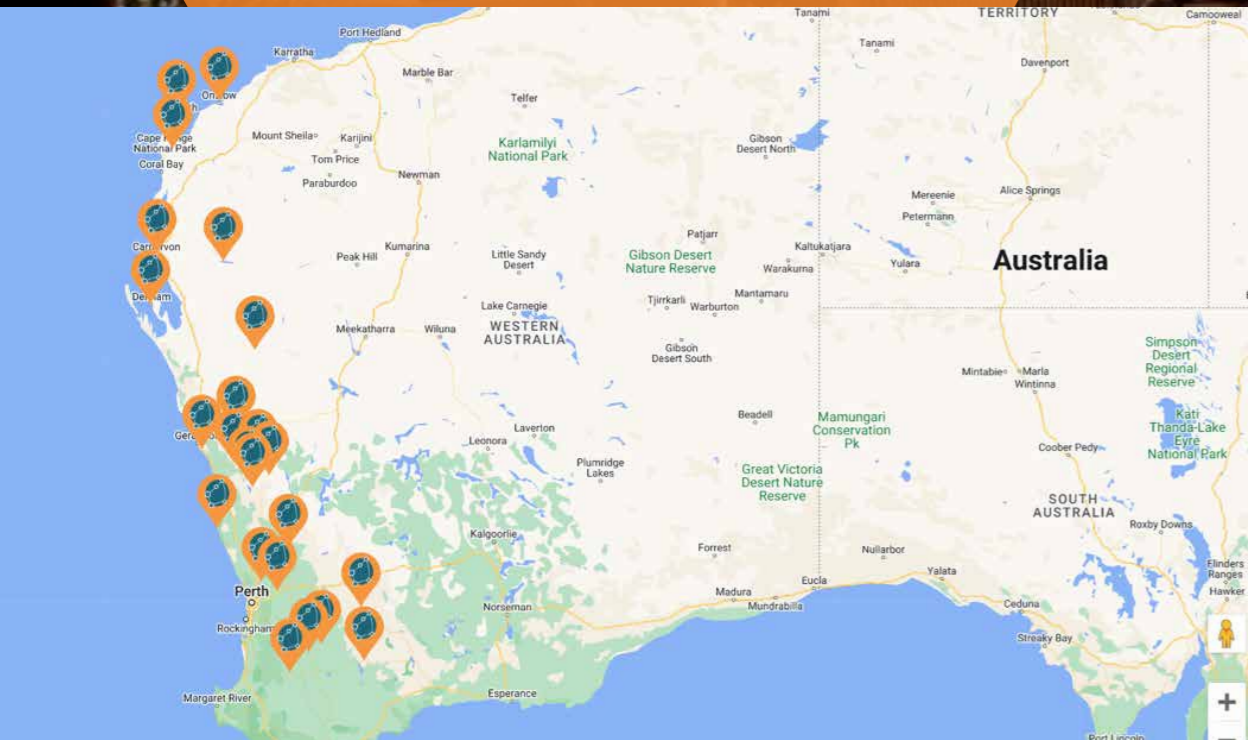 Tanami
TERRITORY
Camooweal
Port Hedland
Karratha
Tanami
Davenport
Marble Bar
Telfer
Mount Sheila
Karijini
Karlamilyi
National Park
Gibson
Desert North
National Park
Coral Bay
Tom Price
Paraburdoo
Newman
Mereenie
Alice Springs
Petermann
Patjarr
Peak Hill
Kumarina
Little Sandy
Desert
Gibson Desert
Nature Reserve
Kaltukatjara
Warakurna
Yulara
Australia
Lake Carnegie
Tjirrkarli
Warburton
Mantamaru
Meekatharra
Wiluna
WESTERN
AUSTRALIA
Gibson
Desert South
Simpson
Desert
Regional
Reserve
Mintabie
Marla
Wintinna
Beadell
Mamungari
Conservation
Pk
Kati
Thanda-Lake
Eyre
National Park
Leonora
Laverton
Plumridge
Lakes
Coober Pedy
Great Victoria
Desert Nature
Reserve
SOUTH
AUSTRALIA
Roxby Downs
Kalgoorlie
Forrest
Nullarbor
Yalata
Flinders
Ranges
Hawker
Perth
Eucla
Madura
Mundrabilla
Norseman
Ceduna
Rockingham
Streaky Bay
Margaret River
Esperance
Port Lincoln